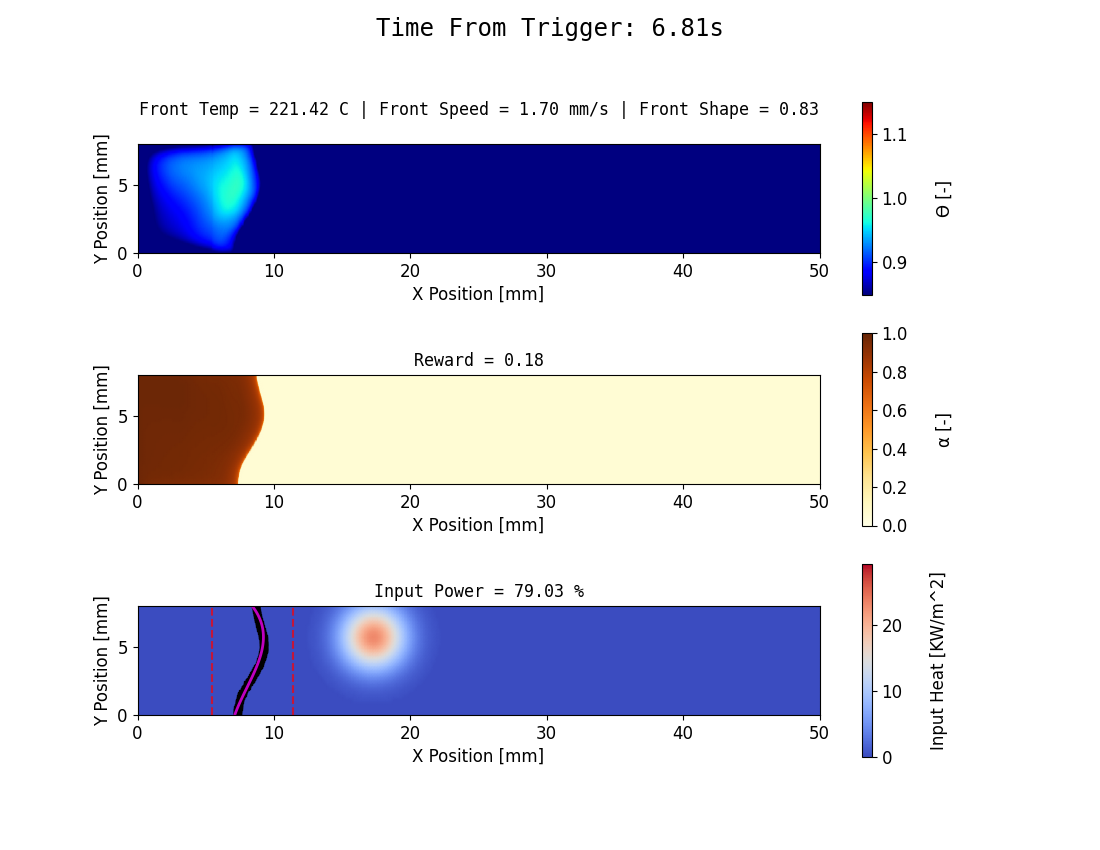 Time From Trigger: 6.81s
Front Temp = 221.42 C | Front Speed = 1.70 mm/s | Front Shape = 0.83
Y Position [mm]
5
0
0 10 20 30 40 50
X Position [mm]
1.1
1.0
0.9
Θ [-]
Reward = 0.18
Y Position [mm]
5
0
0 10 20 30 40 50
X Position [mm]
1.0
0.8
0.6
0.4
0.2
0.0
α [-]
Input Power = 79.03 %
Y Position [mm]
5
0
0 10 20 30 40 50
X Position [mm]
20
10
0
Input Heat [KW/m^2]